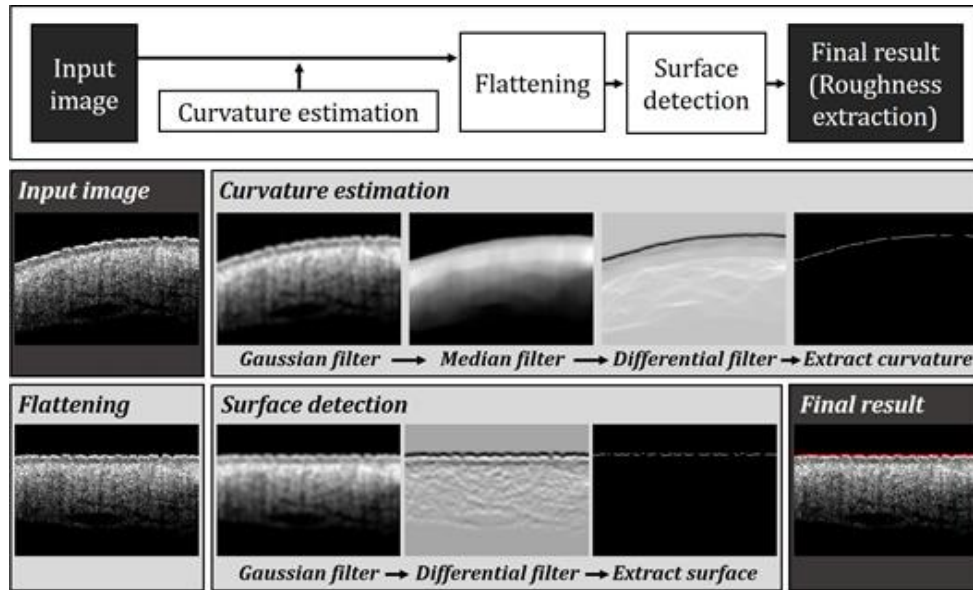 Input
image
Curvature estimation
Flattening
Surface
detection
Final result
(Roughness
extraction)
Input image
Curvature estimation
Gaussian filter
Median filter
Differential filter
Extract curvature
Flattening
Surface detection
Final result
Gaussian filter
Differential filter
Extract surface